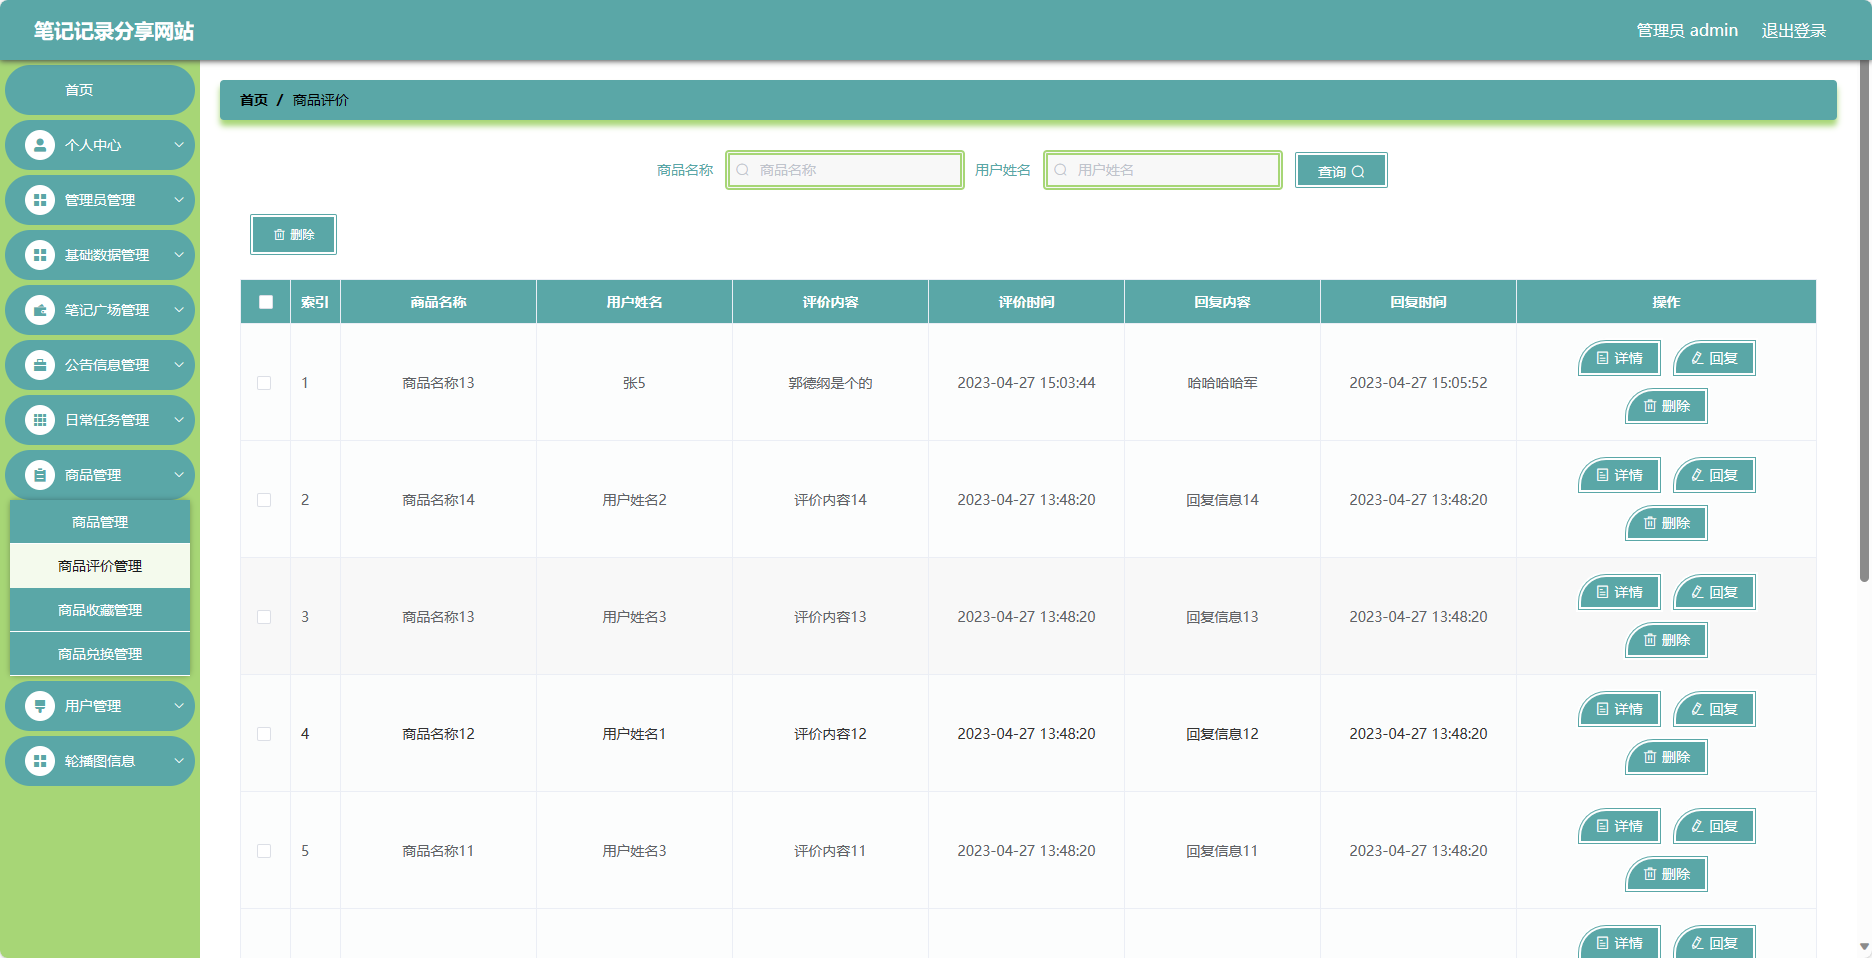 笔记记录分享网站
管理员 admin 退出登录
首页
个人中心
管理员管理
基础数据管理
笔记广场管理
公告信息管理
日常任务管理
商品管理
商品管理
商品评价管理
商品收藏管理
商品兑换管理
用户管理
轮播图信息
首页 / 商品评价
商品名称 商品名称 用户姓名 用户姓名 查询
删除
索引 商品名称 用户姓名 评价内容 评价时间 回复内容 回复时间 操作
1 商品名称13 张5 郭德纲是个的 2023-04-27 15:03:44 哈哈哈哈军 2023-04-27 15:05:52 详情 回复
删除
2 商品名称14 用户姓名2 评价内容14 2023-04-27 13:48:20 回复信息14 2023-04-27 13:48:20 详情 回复
删除
3 商品名称13 用户姓名3 评价内容13 2023-04-27 13:48:20 回复信息13 2023-04-27 13:48:20 详情 回复
删除
4 商品名称12 用户姓名1 评价内容12 2023-04-27 13:48:20 回复信息12 2023-04-27 13:48:20 详情 回复
删除
5 商品名称11 用户姓名3 评价内容11 2023-04-27 13:48:20 回复信息11 2023-04-27 13:48:20 详情 回复
删除
详情 回复